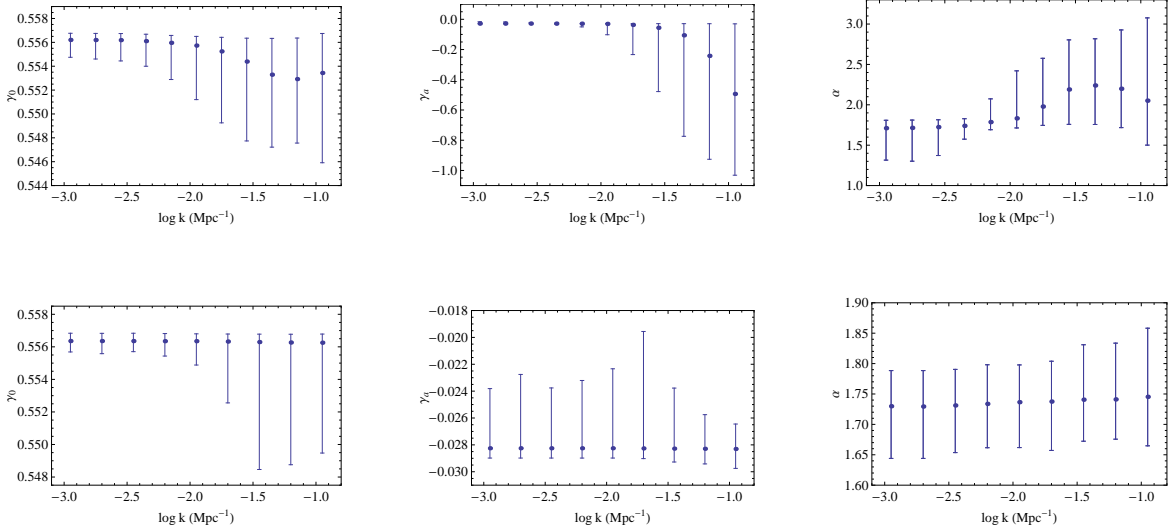 0.558
0.556
0.554
0.552
0.550
0.548
0.546
0.544
γ0
−3.0 −2.5 −2.0 −1.5 −1.0
log k (Mpc−1)
0.0
−0.2
−0.4
−0.6
−0.8
−1.0
γa
−3.0 −2.5 −2.0 −1.5 −1.0
log k (Mpc−1)
3.0
2.5
2.0
1.5
1.0
α
−3.0 −2.5 −2.0 −1.5 −1.0
log k (Mpc−1)
0.558
0.556
0.554
0.552
0.550
0.548
γ0
−3.0 −2.5 −2.0 −1.5 −1.0
log k (Mpc−1)
−0.018
−0.020
−0.022
−0.024
−0.026
−0.028
−0.030
γa
−3.0 −2.5 −2.0 −1.5 −1.0
log k (Mpc−1)
1.90
1.85
1.80
1.75
1.70
1.65
1.60
α
−3.0 −2.5 −2.0 −1.5 −1.0
log k (Mpc−1)